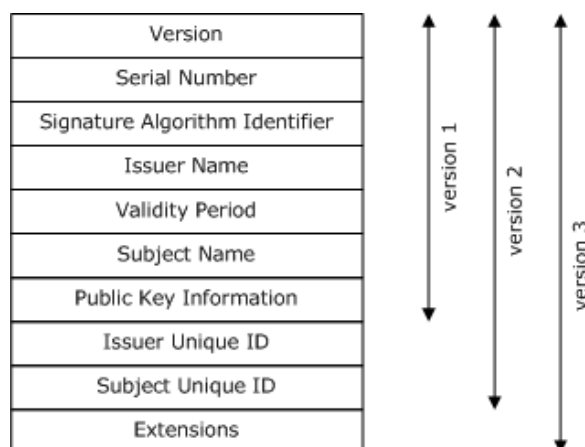 Version
Serial Number
Signature Algorithm Identifier
Issuer Name
Validity Period
Subject Name
Public Key Information
Issuer Unique ID
Subject Unique ID
Extensions
version 1
version 2
version 3